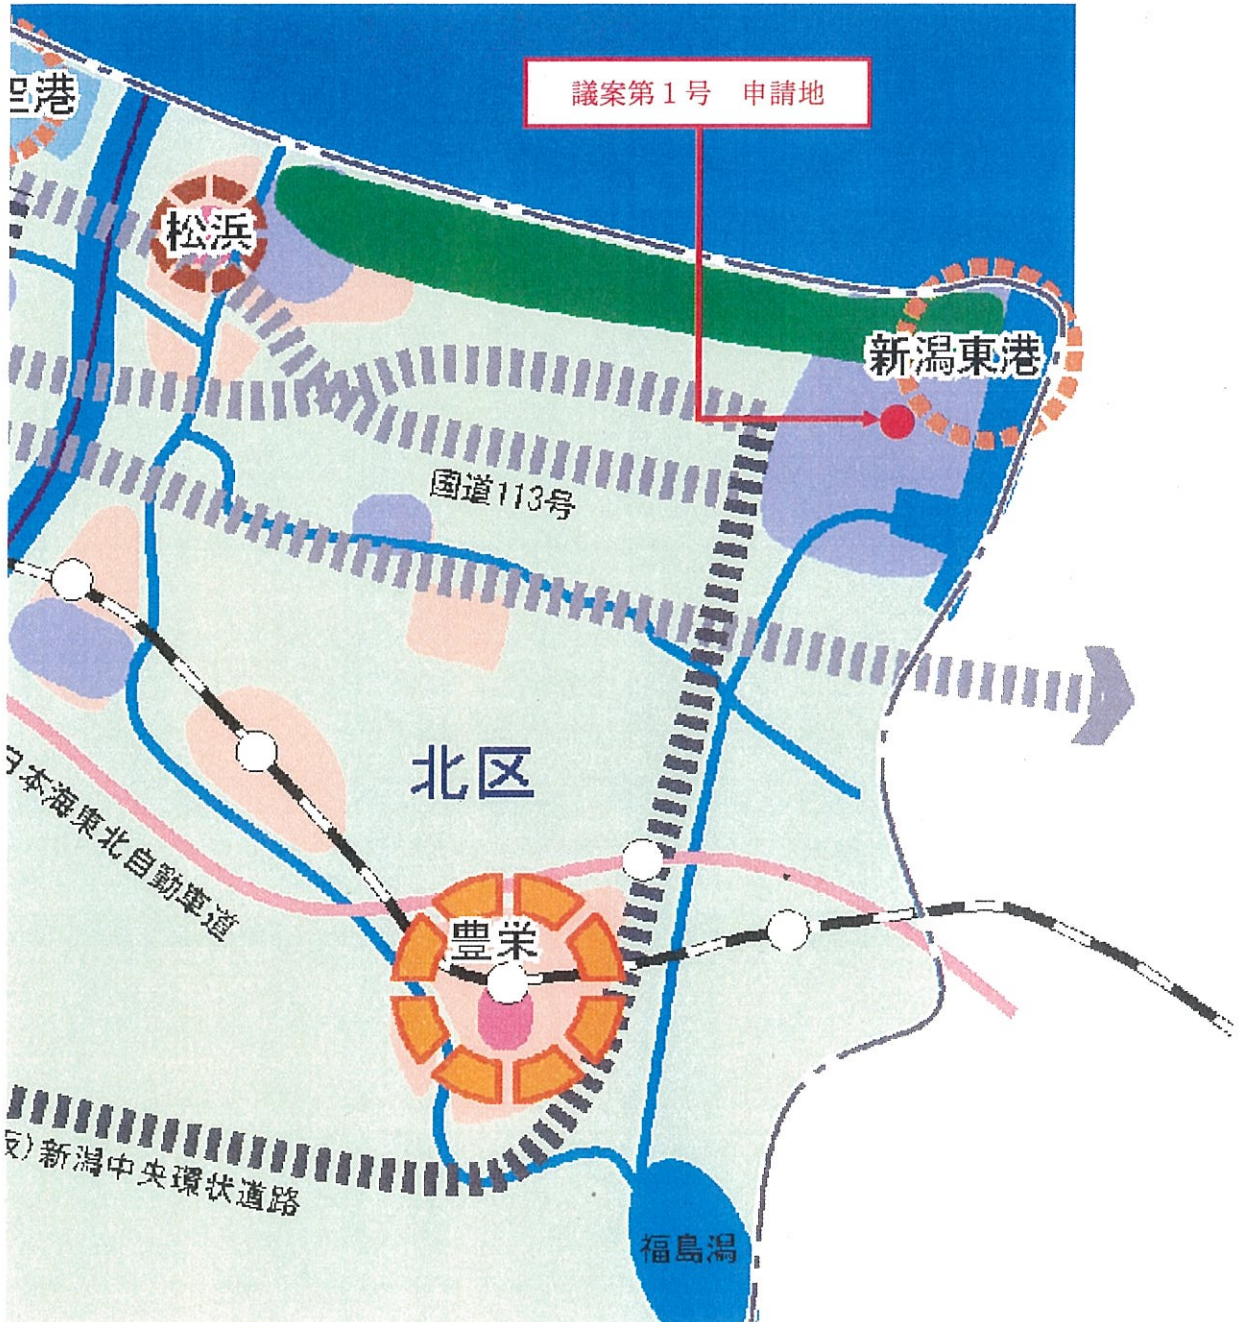 議案第１号　申請地
空港
松浜
新潟東港
国道113号
北区
日本海東北自動車道
豊栄
仮)新潟中央環状道路
福島潟